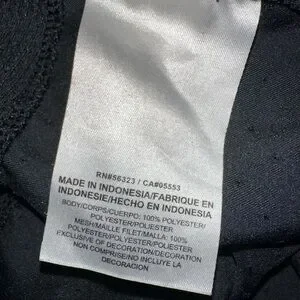 RN#56323 / CA#05553
MADE IN INDONESIA/FABRIQUE EN
INDONESIE/HECHO EN INDONESIA
BODY/CORPS/CUERPO: 100% POLYESTER/
POLYESTER/POLIESTER
MESH/MAILLE FILET/MALLA: 100%
POLYESTER/POLYESTER/POLIESTER
EXCLUSIVE OF DECORATION/DECORATION
NON COMPRISE/NO INCLUYE LA
DECORACION